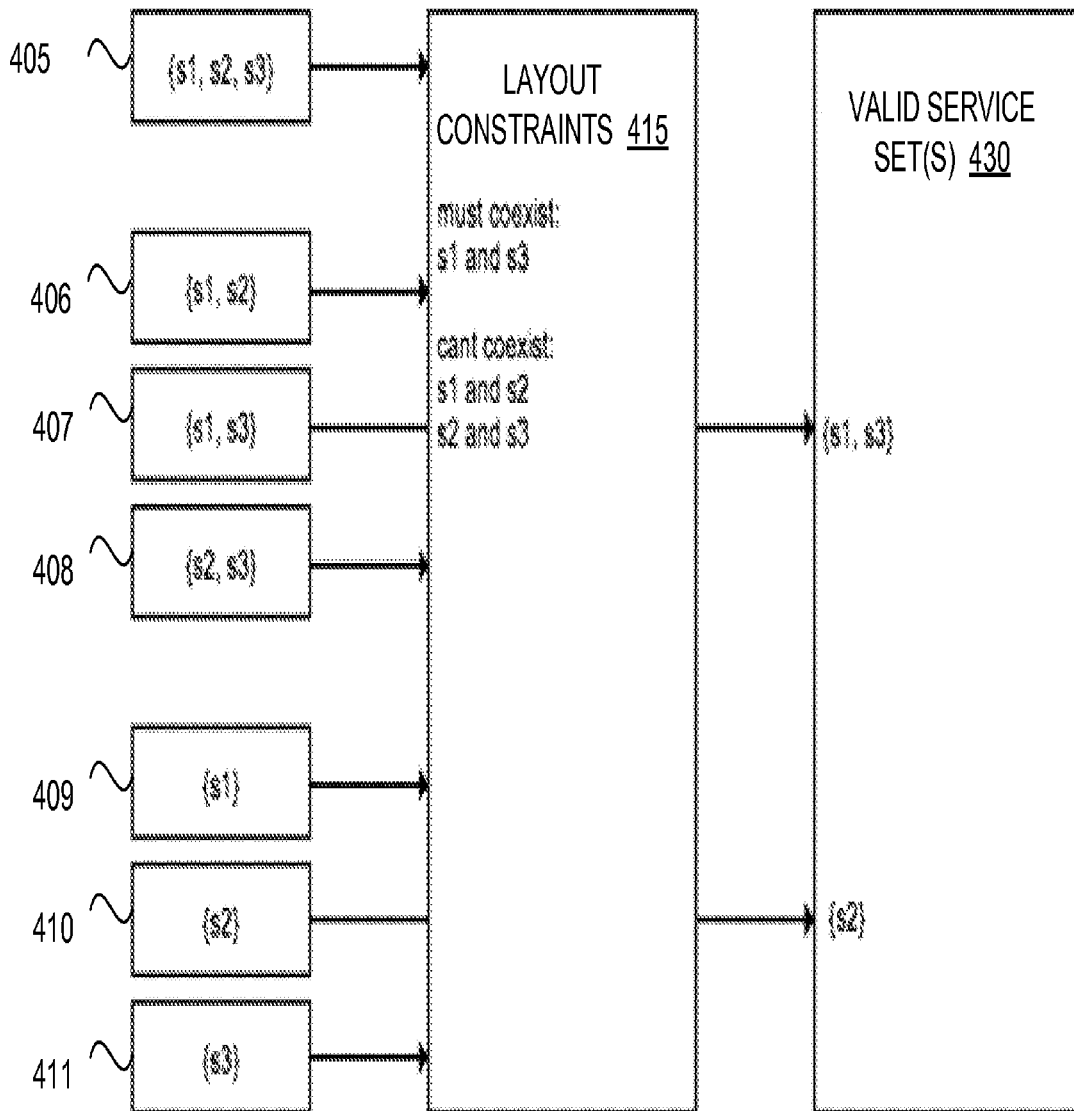 405
{s1, s2, s3}
406
{s1, s2}
407
{s1, s3}
408
{s2, s3}
409
{s1}
410
{s2}
411
{s3}
LAYOUT
CONSTRAINTS 415
must coexist:
s1 and s3
cant coexist:
s1 and s2
s2 and s3
VALID SERVICE
SET(S) 430
{s1, s3}
{s2}